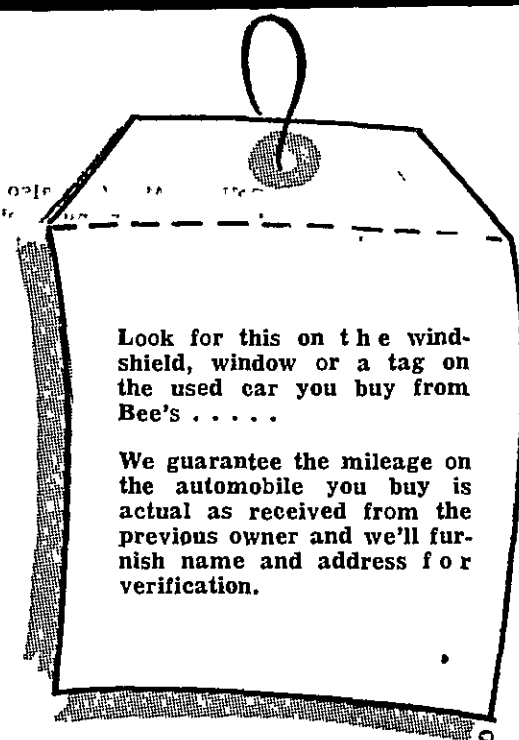 Look for this on the wind-
shield, window or a tag on
the used car you buy from
Bee's . . . . .
We guarantee the mileage on
the automobile you buy is
actual as received from the
previous owner and we'll fur-
nish name and address for
verification.